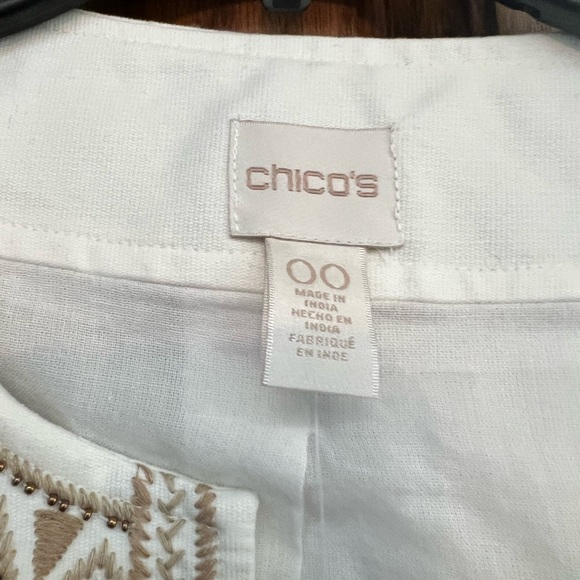 chico's
00
MADE IN
INDIA
HECHO EN
INDIA
FABRIQUÉ
EN INDE